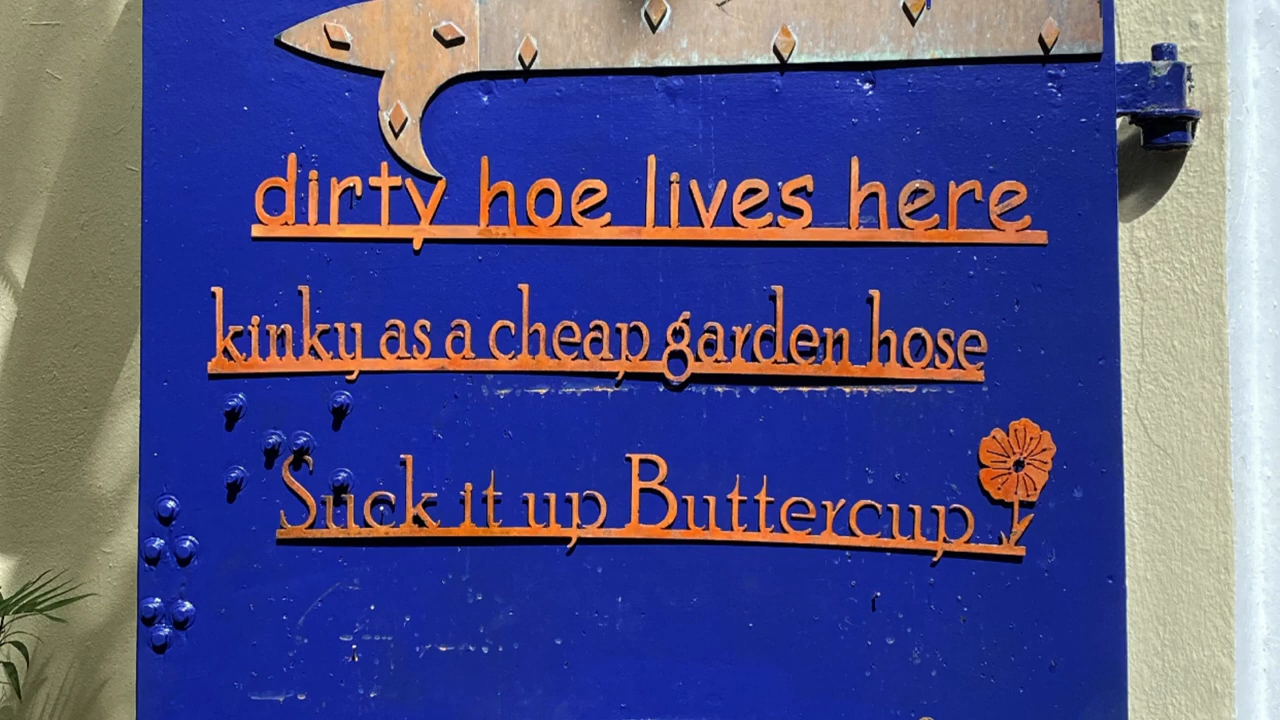 dirty hoe lives here
kinky as a cheap garden hose
Suck it up Buttercup